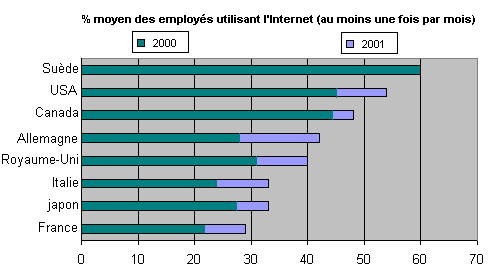 % moyen des employés utilisant l'Internet (au moins une fois par mois)
2000 2001
Suède
USA
Canada
Allemagne
Royaume-Uni
Italie
japon
France
0 10 20 30 40 50 60 70